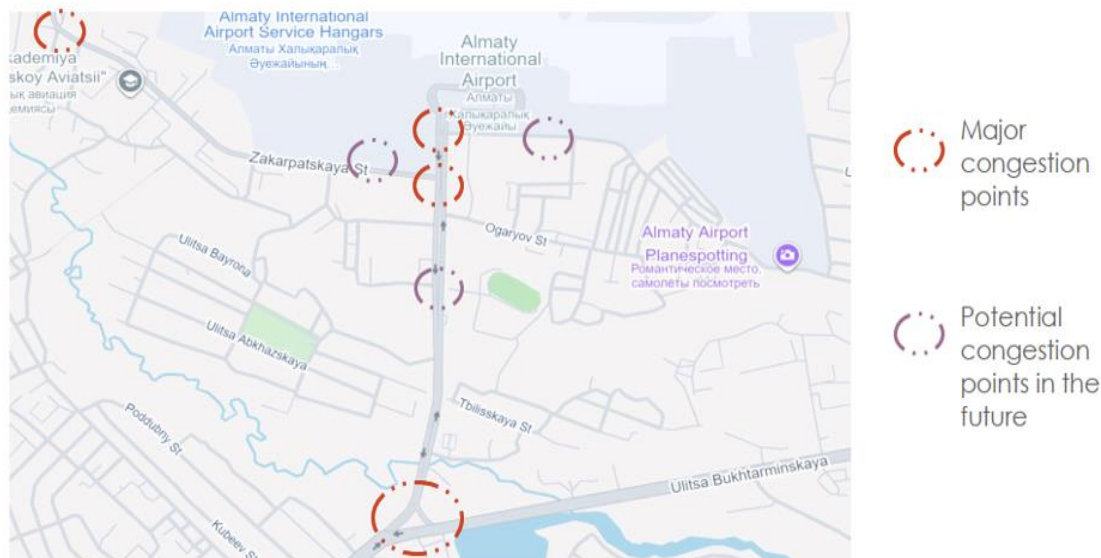 Almaty International
Airport Service Hangars
Алматы Халықаралық
Әуежайының...
Almaty
International
Airport
Алматы
Халықаралық
Әуежайы
kademiya
skoy Aviatsii"
ық авиация
емиясы
Zakarpatskaya St
Ogaryov St
Almaty Airport
Planespotting
Романтическое место,
самолеты посмотреть
Ulitsa Bayrona
Ulitsa Abkhazskaya
Poddubny St
Tbilisskaya St
Ulitsa Bukhtarminskaya
Kubeev St
Major
congestion
points
Potential
congestion
points in the
future